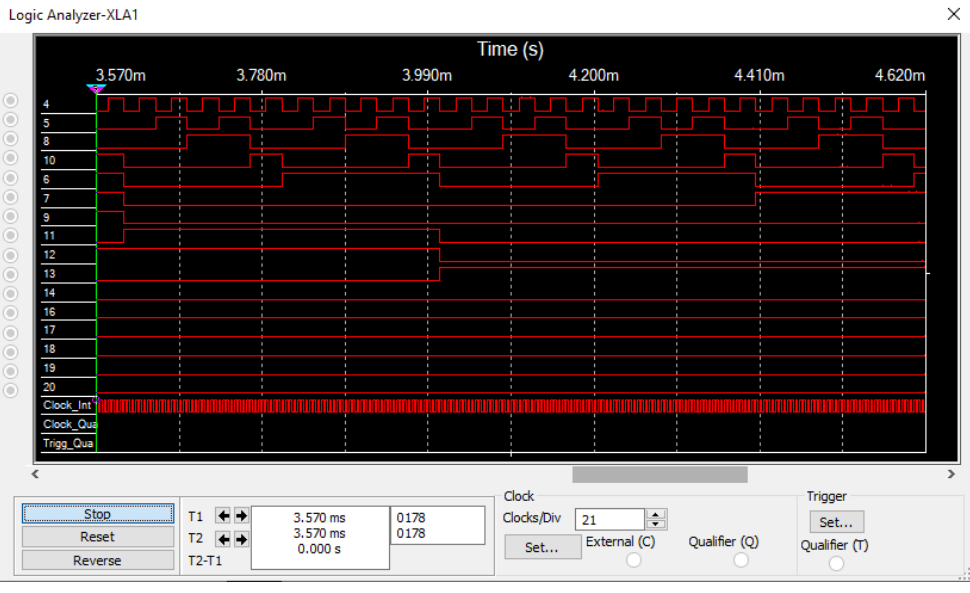 Logic Analyzer-XLA1
Time (s)
3.570m 3.780m 3.990m 4.200m 4.410m 4.620m
4
5
8
10
6
7
9
11
12
13
14
16
17
18
19
20
Clock_Int
Clock_Qua
Trigg_Qua
Stop
Reset
Reverse
T1 3.570 ms 0178
T2 3.570 ms 0178
T2-T1 0.000 s
Clock
Clocks/Div 21
Set... External (C) Qualifier (Q)
Trigger
Set...
Qualifier (T)